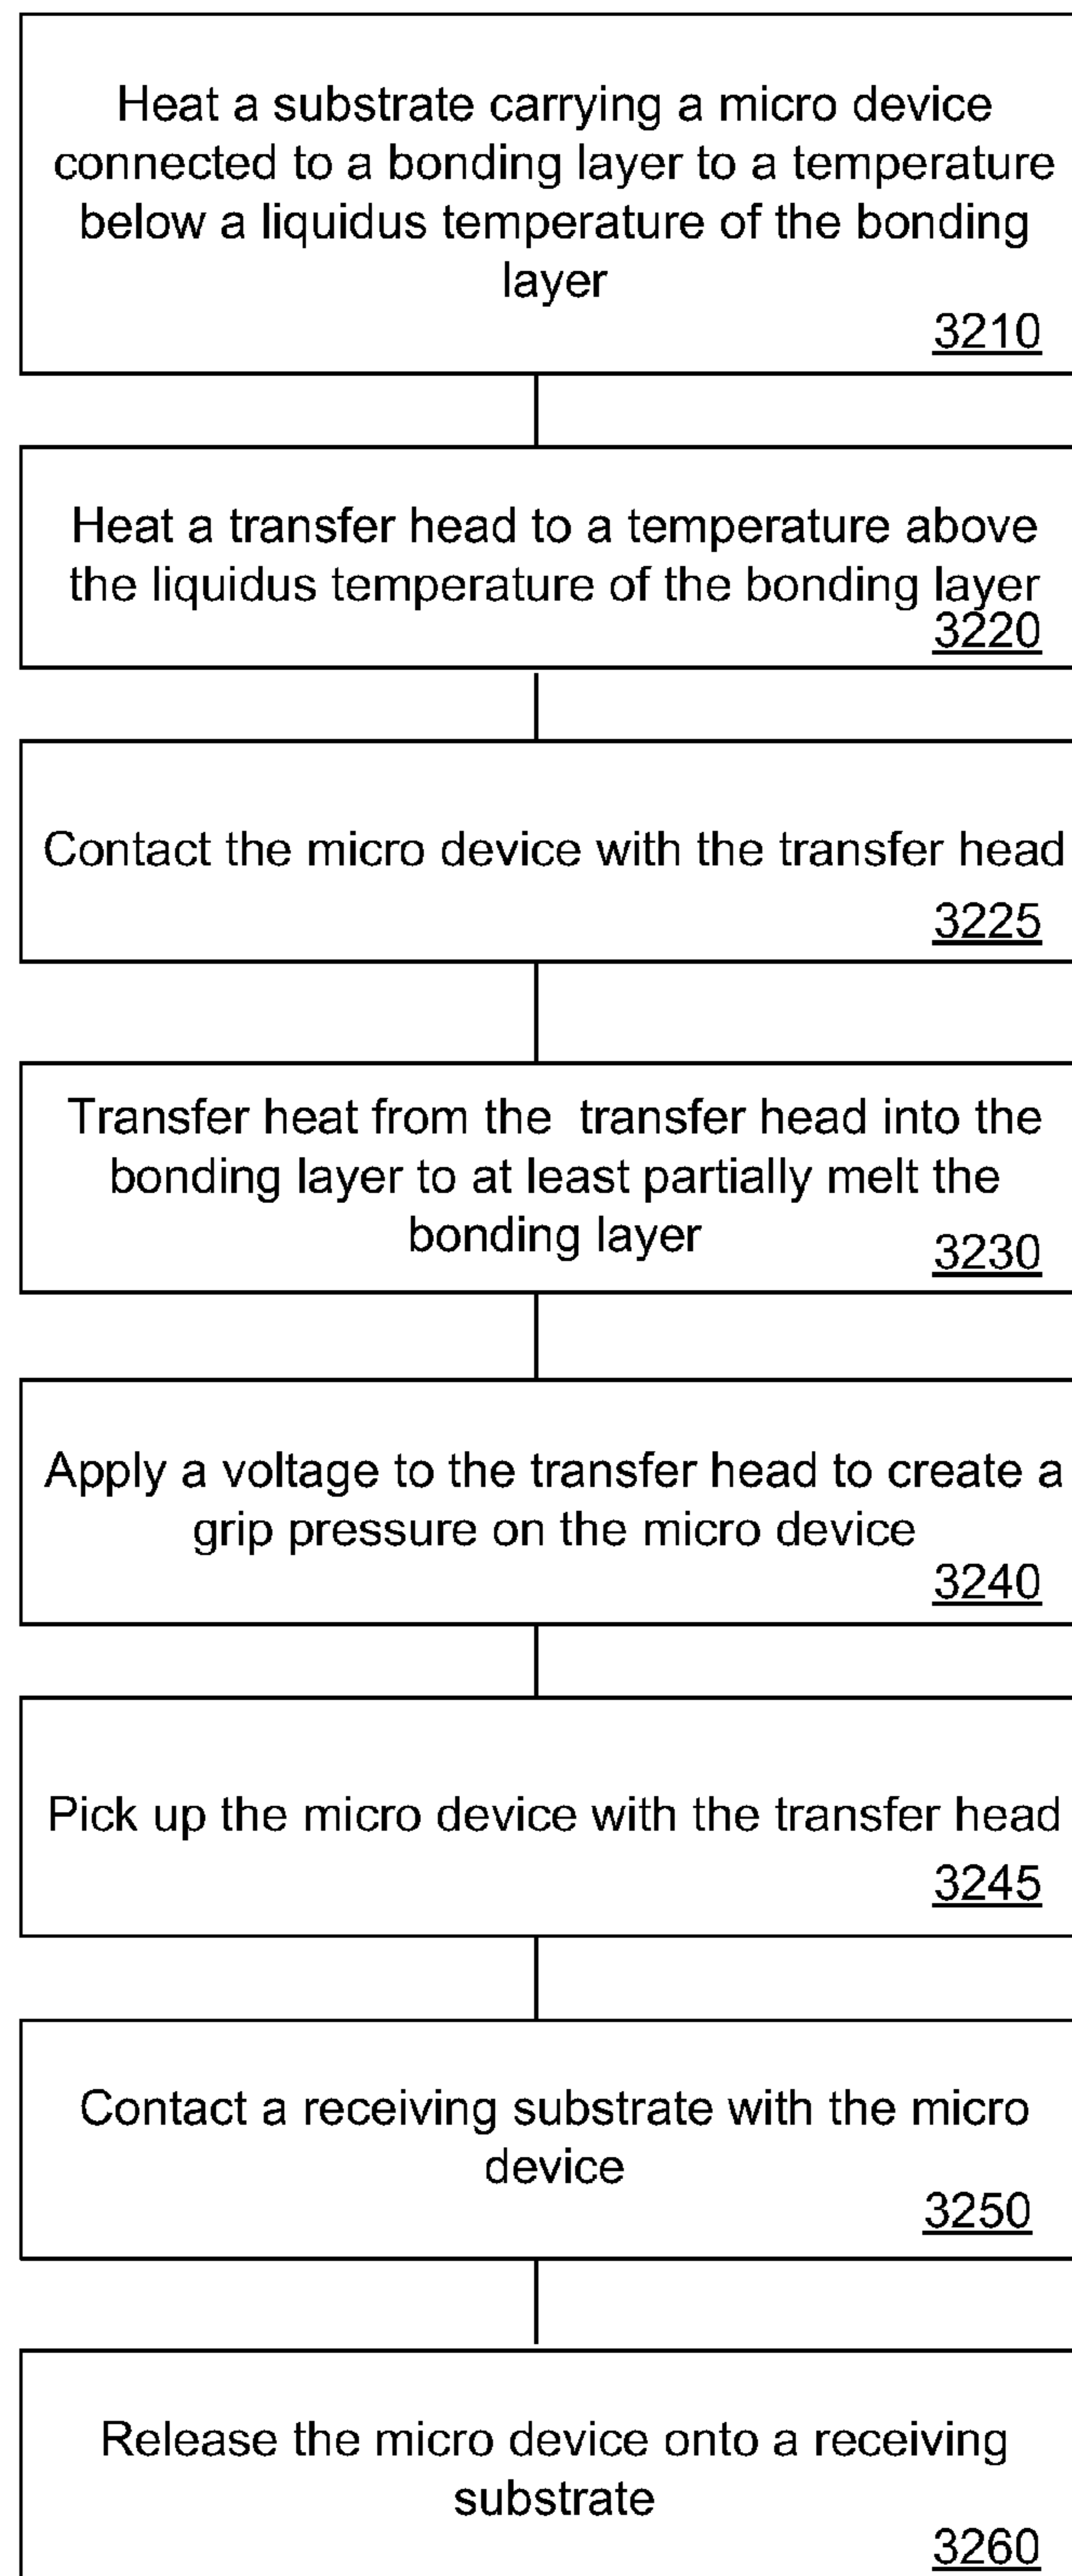 Heat a substrate carrying a micro device
connected to a bonding layer to a temperature
below a liquidus temperature of the bonding
layer
3210
Heat a transfer head to a temperature above
the liquidus temperature of the bonding layer
3220
Contact the micro device with the transfer head
3225
Transfer heat from the transfer head into the
bonding layer to at least partially melt the
bonding layer
3230
Apply a voltage to the transfer head to create a
grip pressure on the micro device
3240
Pick up the micro device with the transfer head
3245
Contact a receiving substrate with the micro
device
3250
Release the micro device onto a receiving
substrate
3260